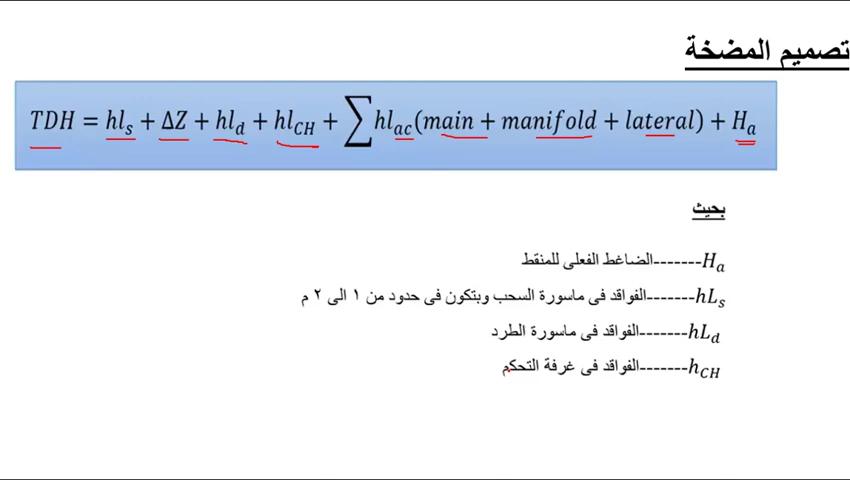 تصميم المضخة
TDH = hl_s + ΔZ + hl_d + hl_CH + ∑ hl_ac(main + manifold + lateral) + H_a
بحيث
H_a-------الضاغط الفعلى للمنقط
hL_s-------الفواقد فى ماسورة السحب وبتكون فى حدود من ١ الى ٢ م
hL_d-------الفواقد فى ماسورة الطرد
h_CH-------الفواقد فى غرفة التحكم